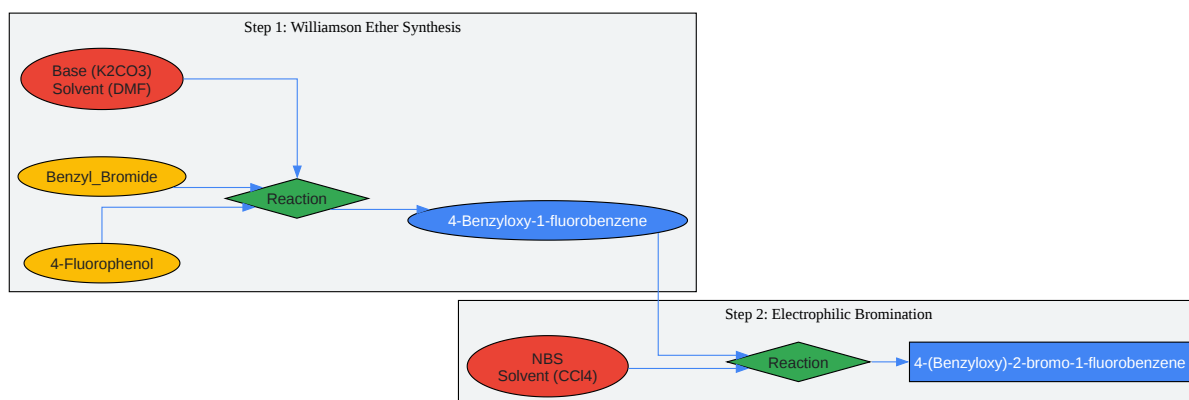 Step 1: Williamson Ether Synthesis
Base (K2CO3)
Solvent (DMF)
Benzyl_Bromide
Reaction
4-Benzyloxy-1-fluorobenzene
4-Fluorophenol
Step 2: Electrophilic Bromination
NBS
Solvent (CCl4)
Reaction
4-(Benzyloxy)-2-bromo-1-fluorobenzene